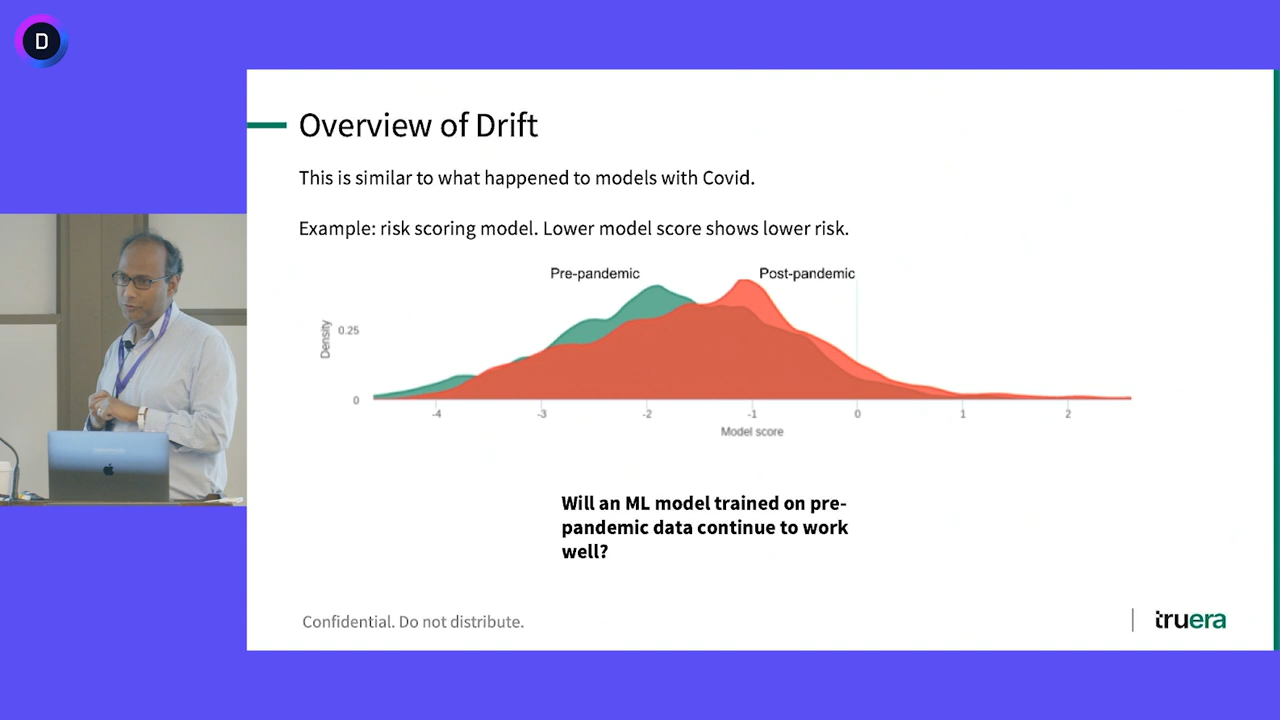 D
Overview of Drift
This is similar to what happened to models with Covid.
Example: risk scoring model. Lower model score shows lower risk.
Pre-pandemic
Post-pandemic
Density
0.25
0
-4
-3
-2
-1
0
1
2
Model score
Will an ML model trained on pre-
pandemic data continue to work
well?
Confidential. Do not distribute.
truera